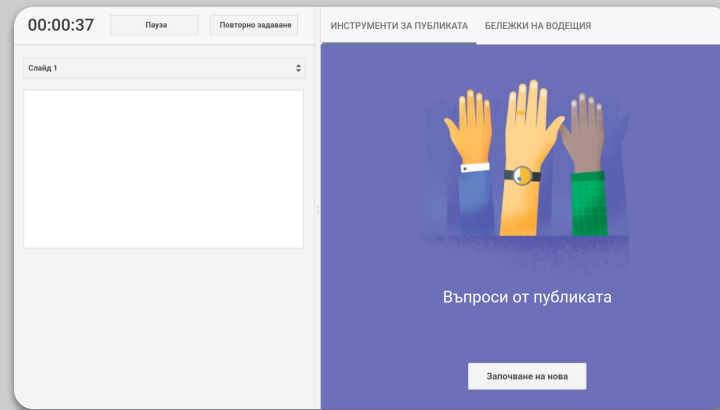 00:00:37
Пауза
Повторно задаване
ИНСТРУМЕНТИ ЗА ПУБЛИКАТА
БЕЛЕЖКИ НА ВОДЕЩИЯ
Слайд 1
Въпроси от публиката
Започване на нова